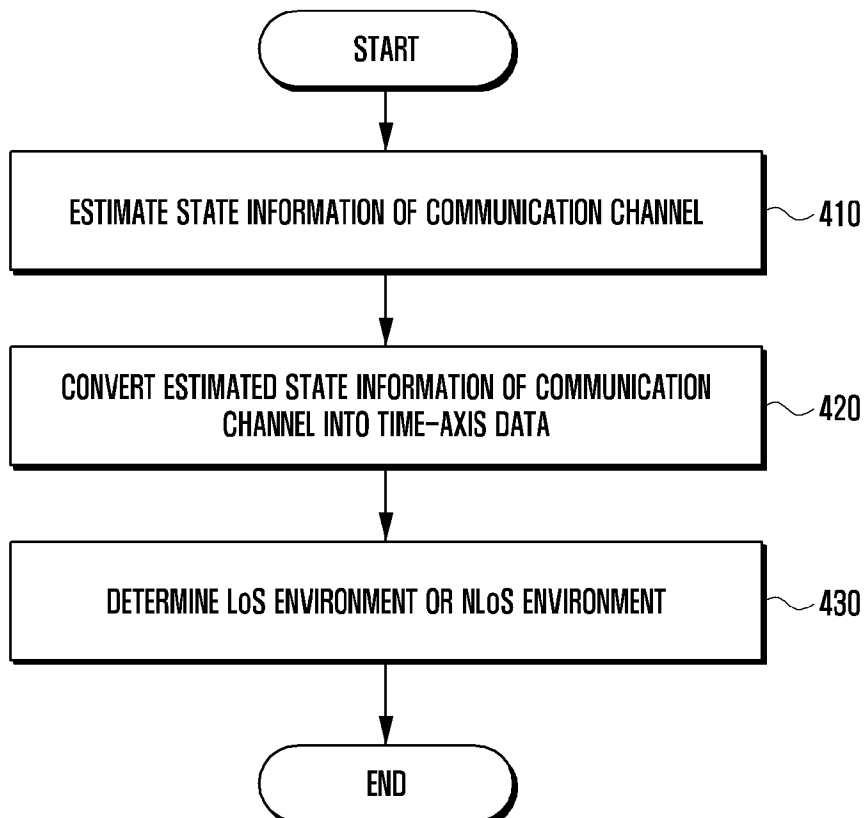 START
ESTIMATE STATE INFORMATION OF COMMUNICATION CHANNEL
410
CONVERT ESTIMATED STATE INFORMATION OF COMMUNICATION
CHANNEL INTO TIME-AXIS DATA
420
DETERMINE LoS ENVIRONMENT OR NLoS ENVIRONMENT
430
END